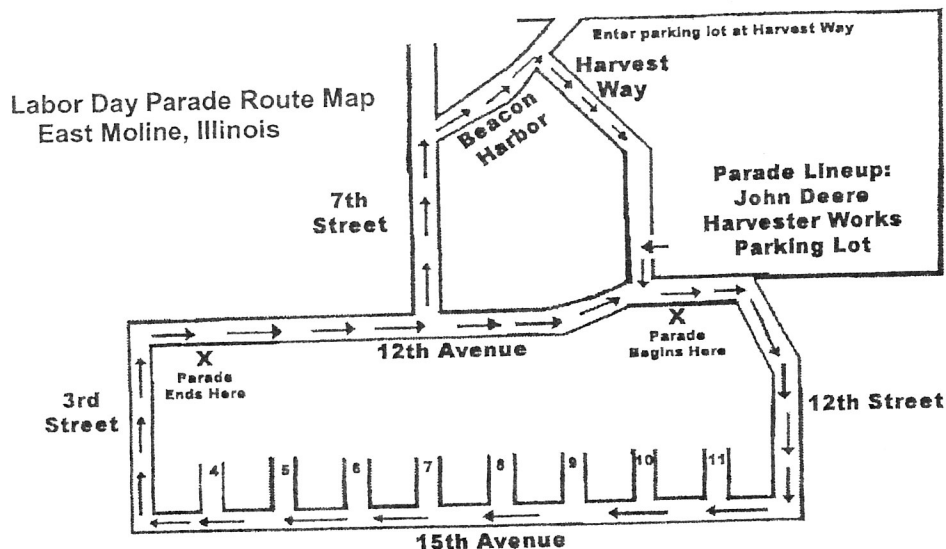 Enter parking lot at Harvest Way
Harvest
Way
Labor Day Parade Route Map
East Moline, Illinois
Beacon
Harbor
Parade Lineup:
John Deere
Harvester Works
Parking Lot
7th
Street
X
Parade
Begins Here
12th Avenue
X
Parade
Ends Here
3rd
Street
12th Street
4
5
6
7
8
9
10
11
15th Avenue